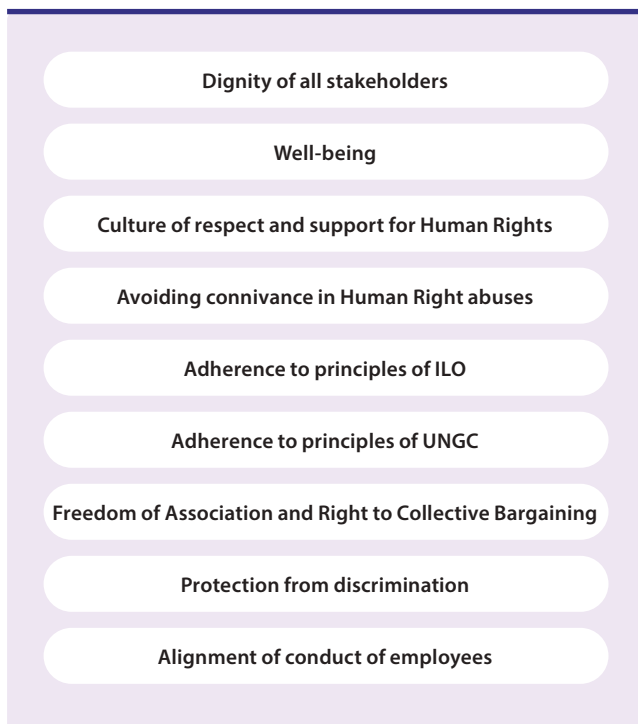 Dignity of all stakeholders
Well-being
Culture of respect and support for Human Rights
Avoiding connivance in Human Right abuses
Adherence to principles of ILO
Adherence to principles of UNGC
Freedom of Association and Right to Collective Bargaining
Protection from discrimination
Alignment of conduct of employees